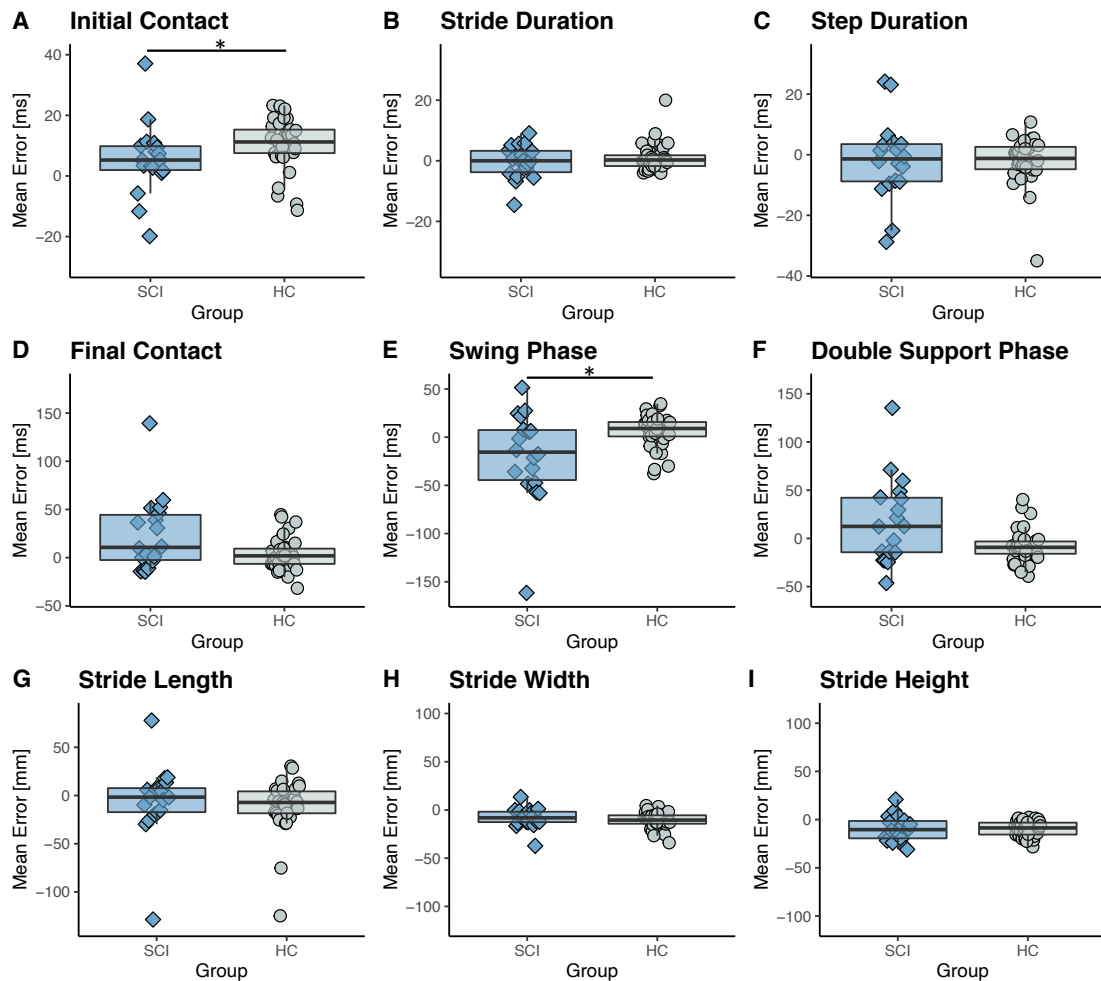 A Initial Contact
*
Mean Error [ms]
40
20
0
−20
SCI HC
Group
B Stride Duration
Mean Error [ms]
20
0
−20
SCI HC
Group
C Step Duration
Mean Error [ms]
20
0
−20
−40
SCI HC
Group
D Final Contact
Mean Error [ms]
150
100
50
0
−50
SCI HC
Group
E Swing Phase
*
Mean Error [ms]
50
0
−50
−100
−150
SCI HC
Group
F Double Support Phase
Mean Error [ms]
150
100
50
0
−50
SCI HC
Group
G Stride Length
Mean Error [mm]
50
0
−50
−100
SCI HC
Group
H Stride Width
Mean Error [mm]
100
50
0
−50
−100
SCI HC
Group
I Stride Height
Mean Error [mm]
100
50
0
−50
−100
SCI HC
Group